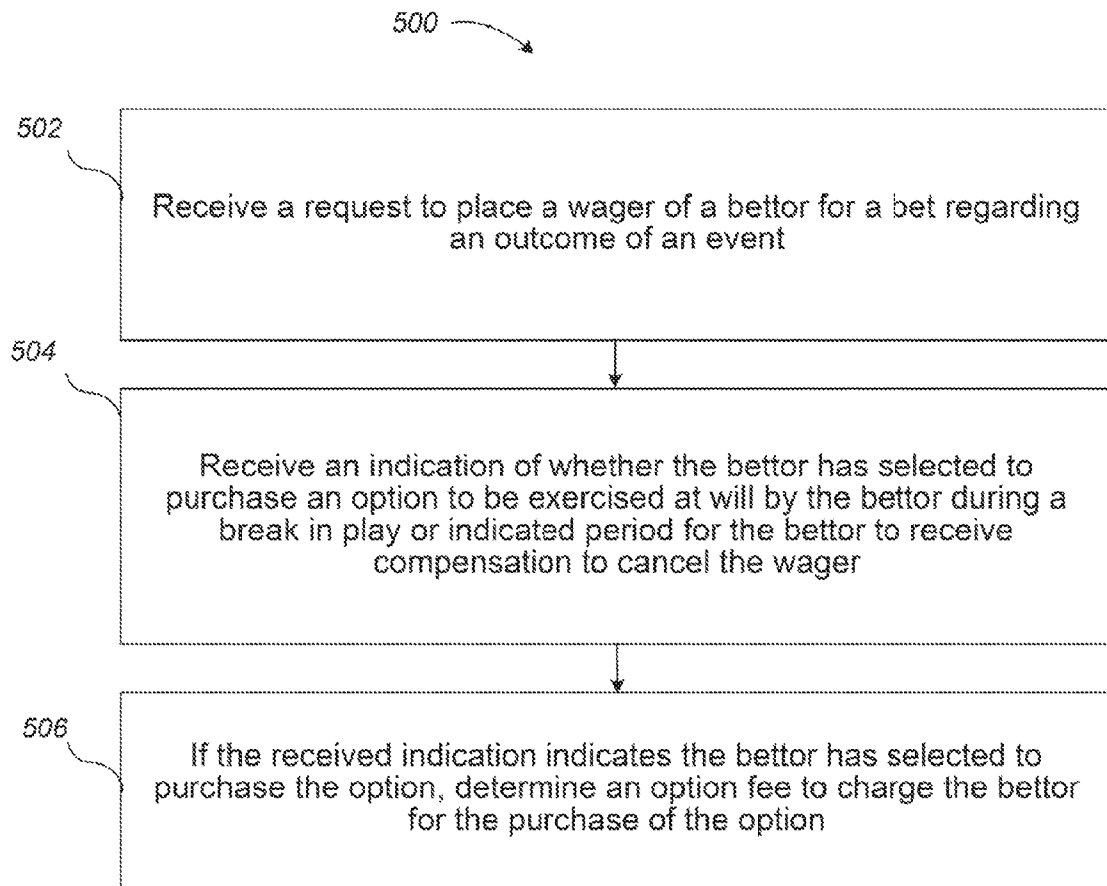 500
502
Receive a request to place a wager of a bettor for a bet regarding
an outcome of an event
504
Receive an indication of whether the bettor has selected to
purchase an option to be exercised at will by the bettor during a
break in play or indicated period for the bettor to receive
compensation to cancel the wager
506
If the received indication indicates the bettor has selected to
purchase the option, determine an option fee to charge the bettor
for the purchase of the option